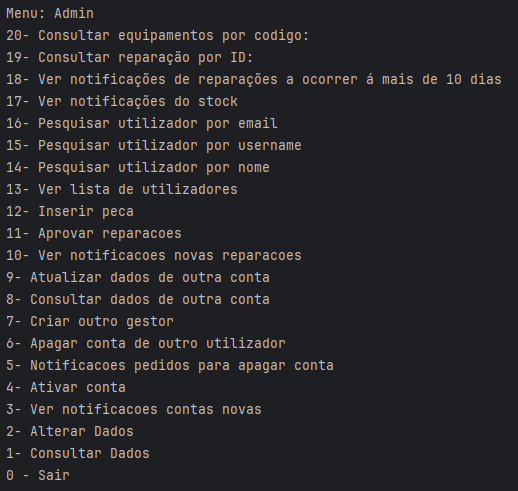 Menu: Admin
20- Consultar equipamentos por codigo:
19- Consultar reparação por ID:
18- Ver notificações de reparações a ocorrer á mais de 10 dias
17- Ver notificações do stock
16- Pesquisar utilizador por email
15- Pesquisar utilizador por username
14- Pesquisar utilizador por nome
13- Ver lista de utilizadores
12- Inserir peca
11- Aprovar reparacoes
10- Ver notificacoes novas reparacoes
9- Atualizar dados de outra conta
8- Consultar dados de outra conta
7- Criar outro gestor
6- Apagar conta de outro utilizador
5- Notificacoes pedidos para apagar conta
4- Ativar conta
3- Ver notificacoes contas novas
2- Alterar Dados
1- Consultar Dados
0 - Sair